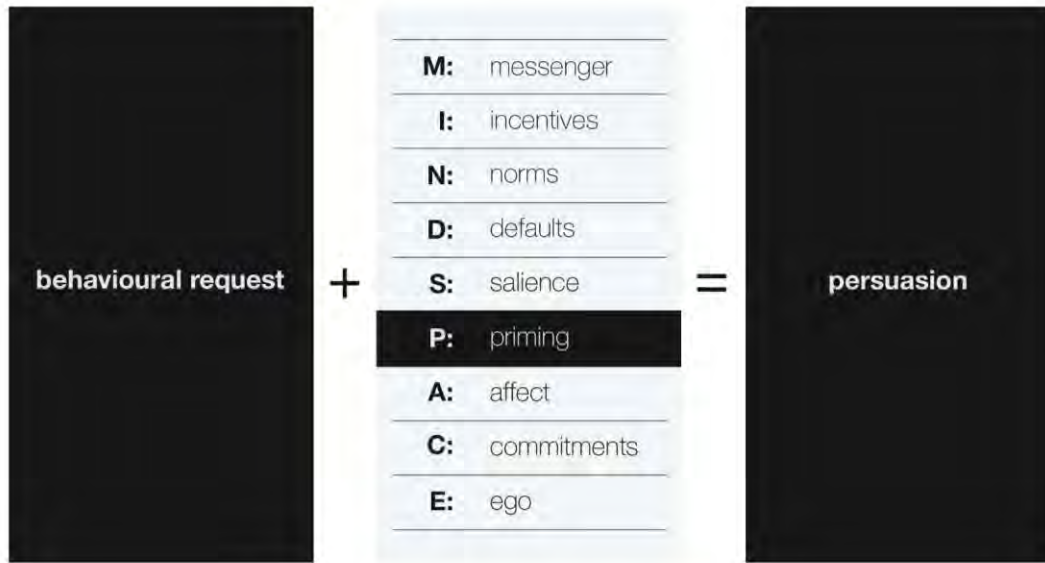 behavioural request
+
M: messenger
I: incentives
N: norms
D: defaults
S: salience
P: priming
A: affect
C: commitments
E: ego
=
persuasion